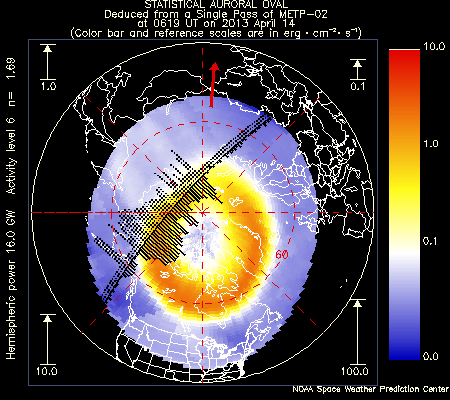 STATISTICAL AURORAL OVAL
Deduced from a Single Pass of METP-02
at 0619 UT on 2013 April 14
(Color bar and reference scales are in erg · cm⁻² · s⁻¹)
Hemispheric power 16.0 GW Activity level 6 n= 1.69
1.0
0.1
10.0
100.0
60
10.0
1.0
0.1
0.0
NOAA Space Weather Prediction Center